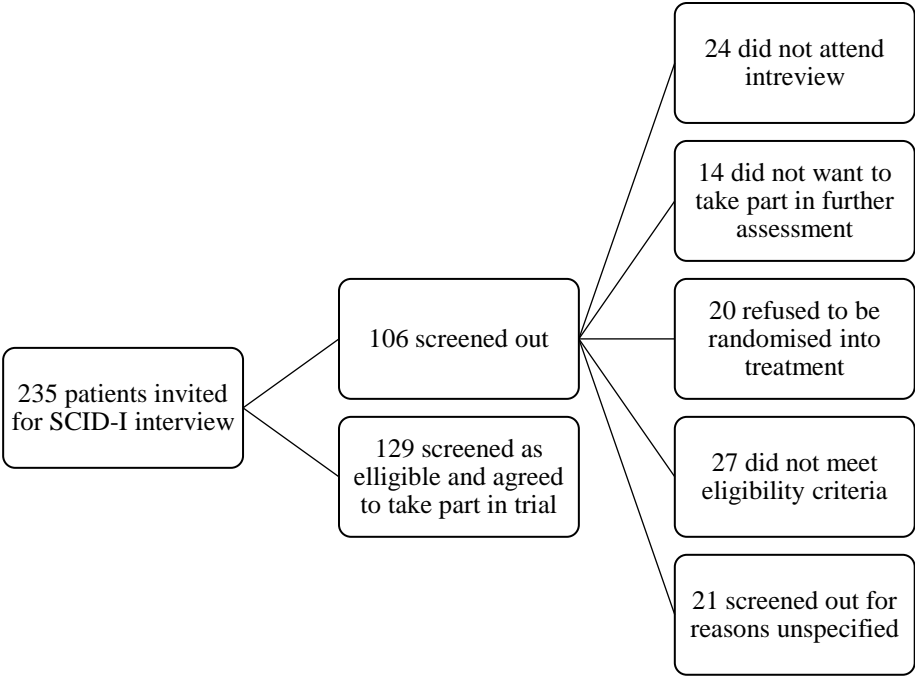 235 patients invited
for SCID-I interview
106 screened out
129 screened as
elligible and agreed
to take part in trial
24 did not attend
intreview
14 did not want to
take part in further
assessment
20 refused to be
randomised into
treatment
27 did not meet
eligibility criteria
21 screened out for
reasons unspecified